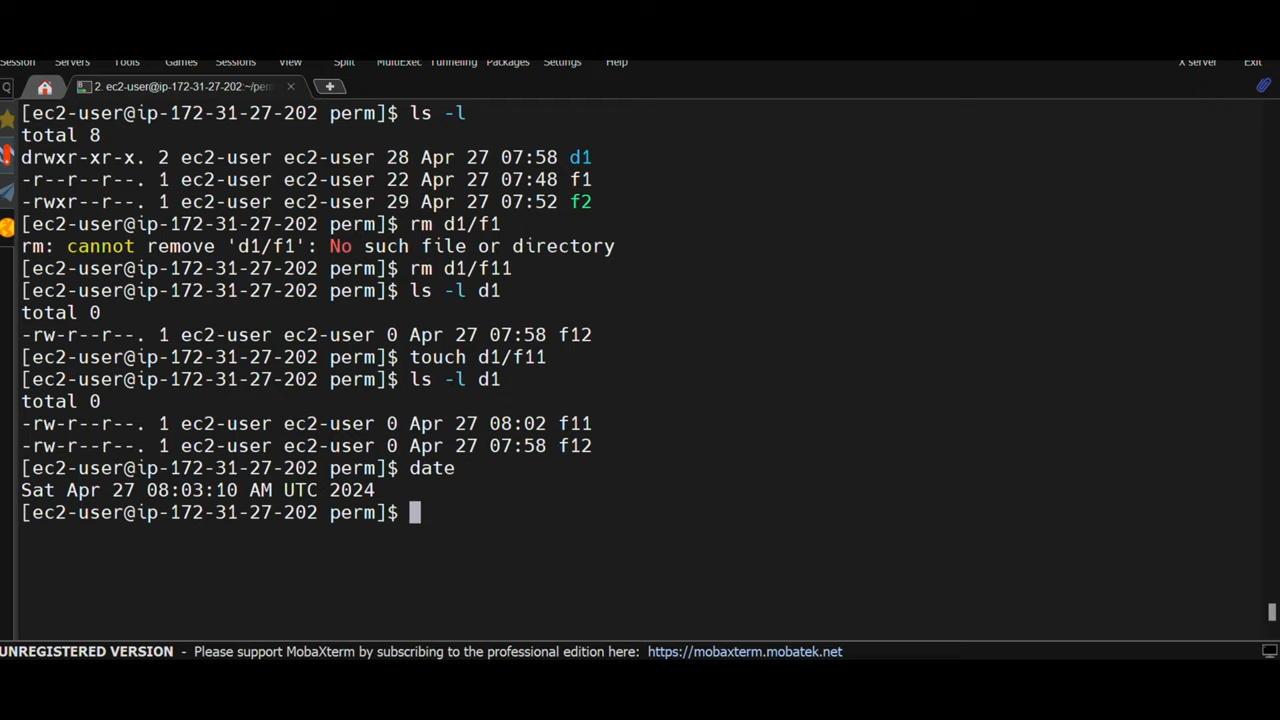 Session Servers Tools Games Sessions View Split MultiExec Tunneling Packages Settings Help X server Exit
2. ec2-user@ip-172-31-27-202:~/perm
[ec2-user@ip-172-31-27-202 perm]$ ls -l
total 8
drwxr-xr-x. 2 ec2-user ec2-user 28 Apr 27 07:58 d1
-r--r--r--. 1 ec2-user ec2-user 22 Apr 27 07:48 f1
-rwxr--r--. 1 ec2-user ec2-user 29 Apr 27 07:52 f2
[ec2-user@ip-172-31-27-202 perm]$ rm d1/f1
rm: cannot remove 'd1/f1': No such file or directory
[ec2-user@ip-172-31-27-202 perm]$ rm d1/f11
[ec2-user@ip-172-31-27-202 perm]$ ls -l d1
total 0
-rw-r--r--. 1 ec2-user ec2-user 0 Apr 27 07:58 f12
[ec2-user@ip-172-31-27-202 perm]$ touch d1/f11
[ec2-user@ip-172-31-27-202 perm]$ ls -l d1
total 0
-rw-r--r--. 1 ec2-user ec2-user 0 Apr 27 08:02 f11
-rw-r--r--. 1 ec2-user ec2-user 0 Apr 27 07:58 f12
[ec2-user@ip-172-31-27-202 perm]$ date
Sat Apr 27 08:03:10 AM UTC 2024
[ec2-user@ip-172-31-27-202 perm]$
UNREGISTERED VERSION - Please support MobaXterm by subscribing to the professional edition here: https://mobaxterm.mobatek.net